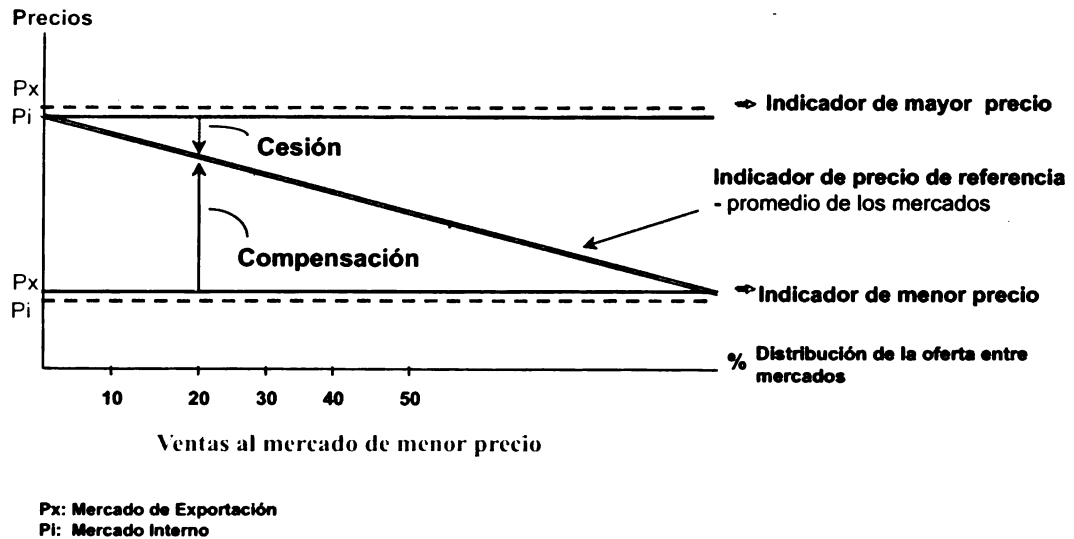 Precios
Px
Pi
Indicador de mayor precio
Cesión
Indicador de precio de referencia
- promedio de los mercados
Compensación
Px
Pi
Indicador de menor precio
% Distribución de la oferta entre
mercados
10 20 30 40 50
Ventas al mercado de menor precio
Px: Mercado de Exportación
Pi: Mercado Interno